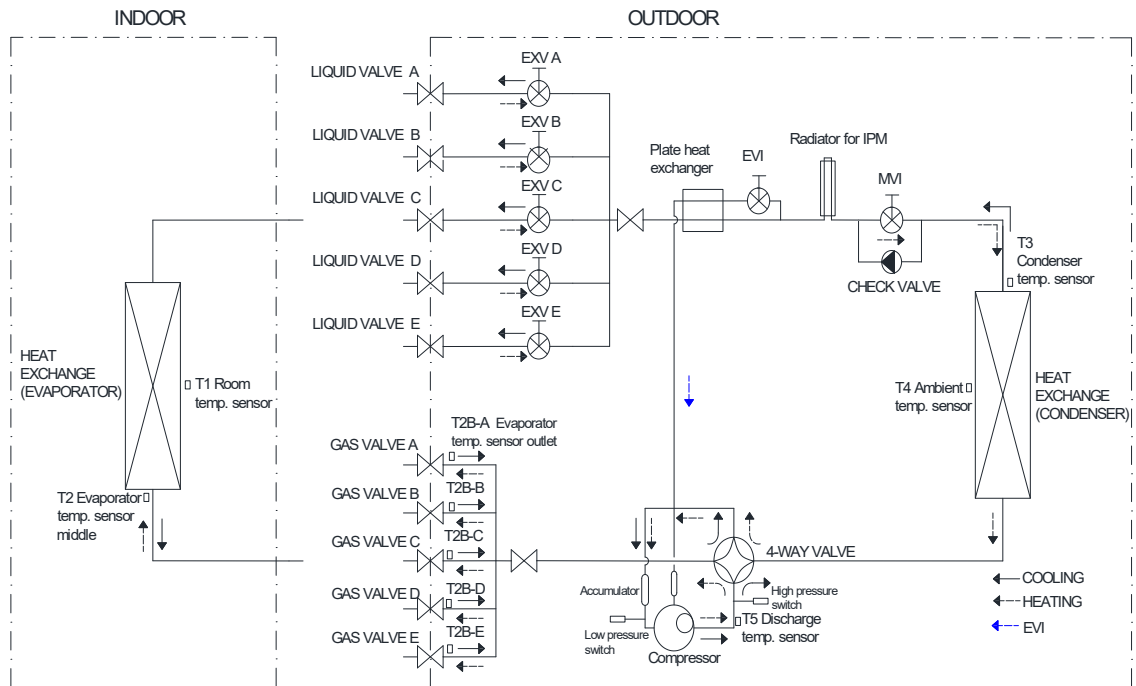 INDOOR
OUTDOOR
LIQUID VALVE A
EXV A
LIQUID VALVE B
EXV B
LIQUID VALVE C
EXV C
LIQUID VALVE D
EXV D
LIQUID VALVE E
EXV E
Plate heat
exchanger
EVI
Radiator for IPM
MVI
CHECK VALVE
T3
Condenser
temp. sensor
HEAT
EXCHANGE
(EVAPORATOR)
T1 Room
temp. sensor
T4 Ambient
temp. sensor
HEAT
EXCHANGE
(CONDENSER)
T2 Evaporator
temp. sensor
middle
GAS VALVE A
T2B-A Evaporator
temp. sensor outlet
GAS VALVE B
T2B-B
GAS VALVE C
T2B-C
GAS VALVE D
T2B-D
GAS VALVE E
T2B-E
4-WAY VALVE
Accumulator
High pressure
switch
Low pressure
switch
T5 Discharge
temp. sensor
Compressor
COOLING
HEATING
EVI